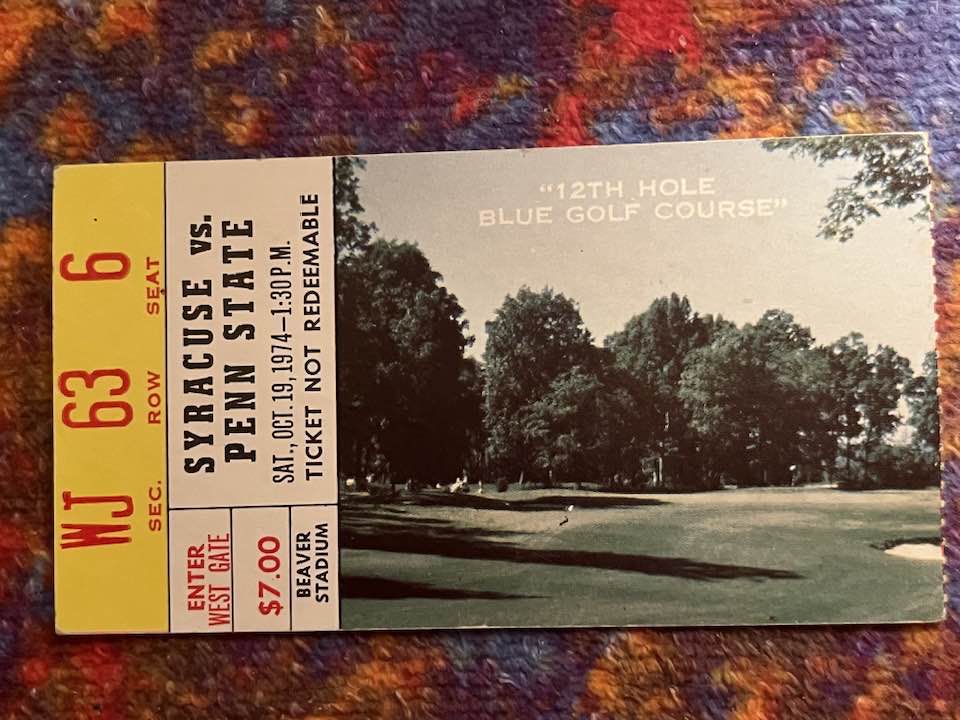 WJ 63 6
SEC. ROW SEAT
SYRACUSE vs.
PENN STATE
SAT., OCT. 19, 1974—1:30 P.M.
TICKET NOT REDEEMABLE
ENTER
WEST GATE
$7.00
BEAVER
STADIUM
"12TH HOLE
BLUE GOLF COURSE"